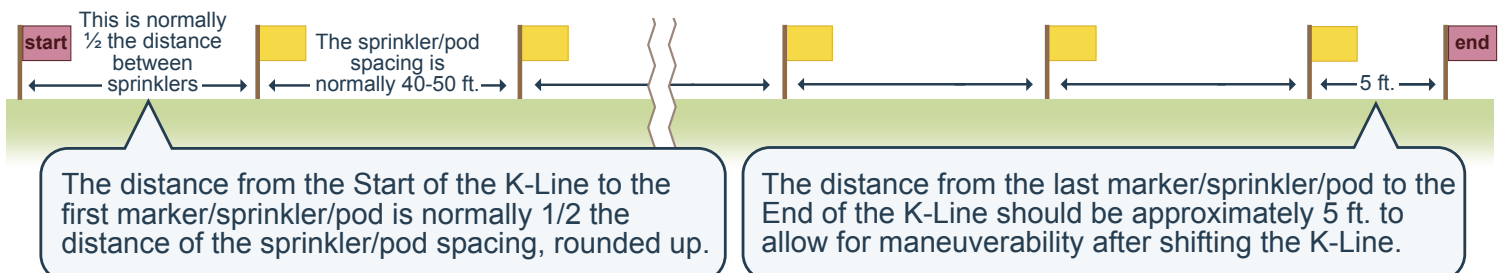 start
This is normally
½ the distance
between
sprinklers
The sprinkler/pod
spacing is
normally 40-50 ft.
5 ft.
end
The distance from the Start of the K-Line to the
first marker/sprinkler/pod is normally 1/2 the
distance of the sprinkler/pod spacing, rounded up.
The distance from the last marker/sprinkler/pod to the
End of the K-Line should be approximately 5 ft. to
allow for maneuverability after shifting the K-Line.